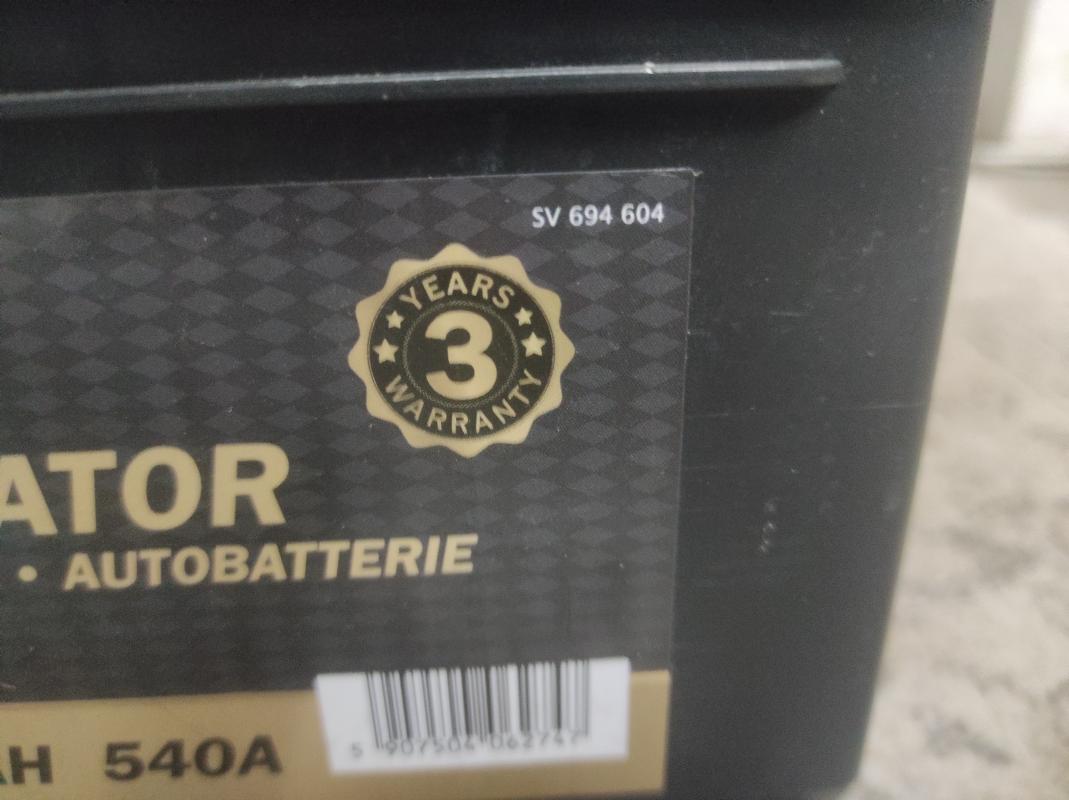 SV 694 604
YEARS
3
WARRANTY
ATOR
• AUTOBATTERIE
AH 540A
5 907504 062747